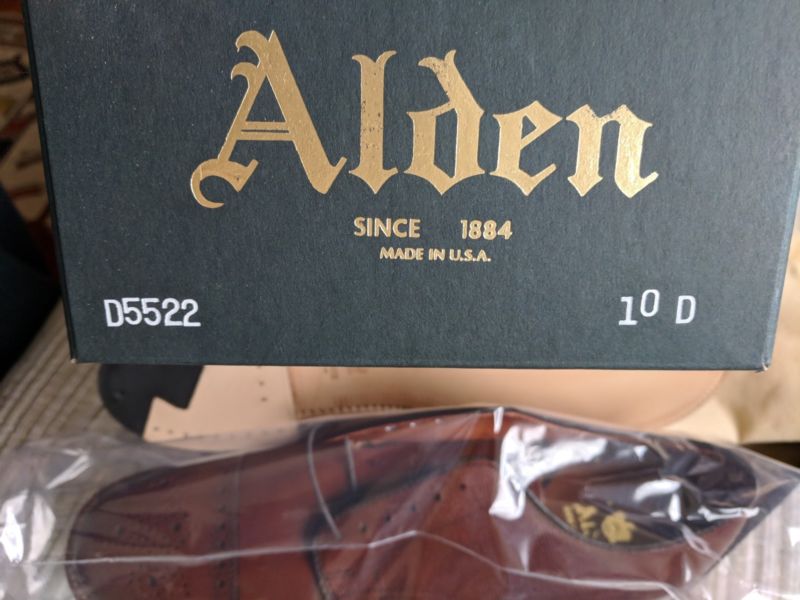 Alden
SINCE 1884
MADE IN U.S.A.
D5522 10 D